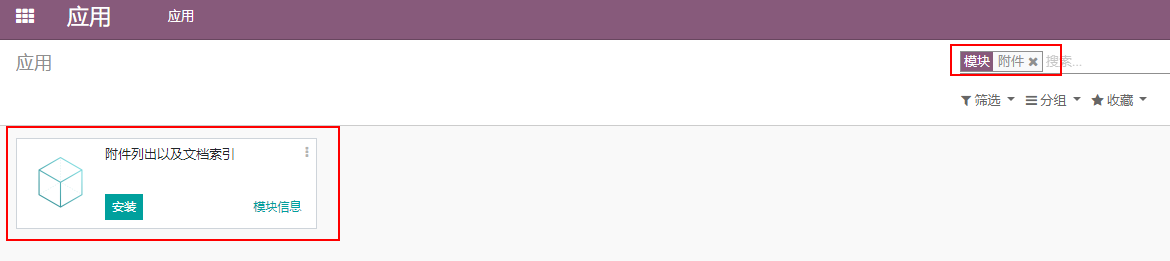 应用 应用
应用
模块 附件 ✖ 搜索...
筛选 分组 收藏
附件列出以及文档索引
安装 模块信息